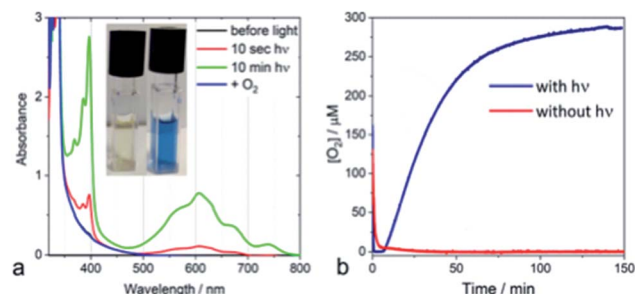 3
2
1
0
Absorbance
400 500 600 700 800
Wavelength / nm
before light
10 sec hν
10 min hν
+ O₂
a
300
250
200
150
100
50
0
[O₂]/ μM
0 50 100 150
Time / min
with hν
without hν
b